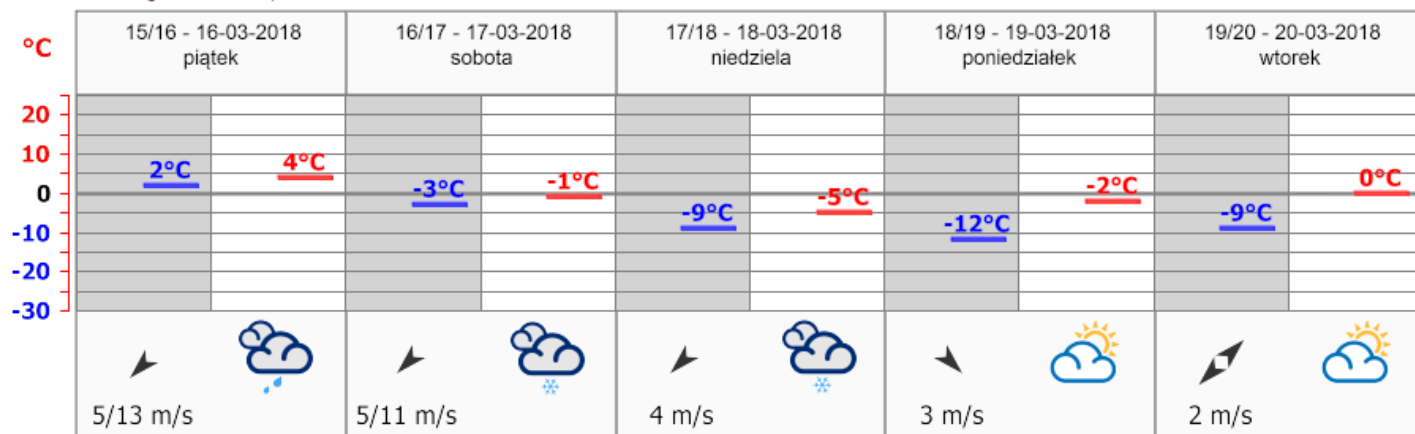 15/16 - 16-03-2018
piątek
16/17 - 17-03-2018
sobota
17/18 - 18-03-2018
niedziela
18/19 - 19-03-2018
poniedziałek
19/20 - 20-03-2018
wtorek
°C
20
10
0
-10
-20
-30
2°C
4°C
-3°C
-1°C
-9°C
-5°C
-12°C
-2°C
-9°C
0°C
5/13 m/s
5/11 m/s
4 m/s
3 m/s
2 m/s